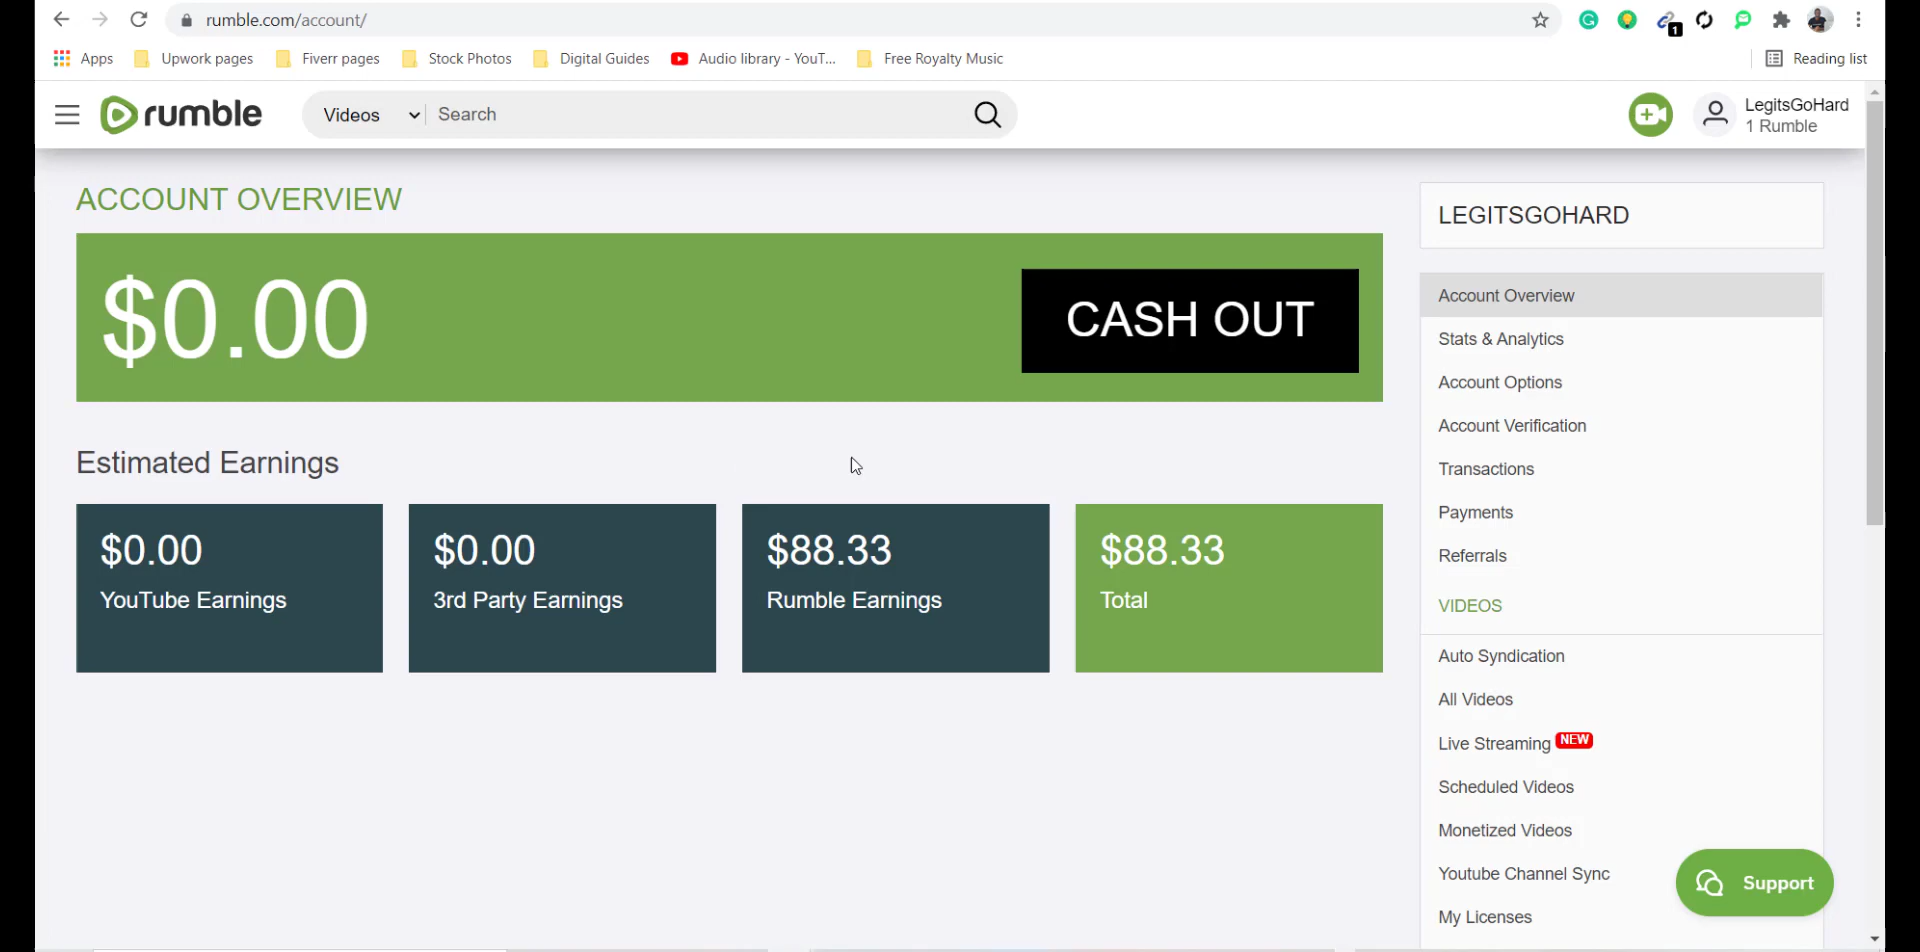 rumble.com/account/
1
Apps
Upwork pages
Fiverr pages
Stock Photos
Digital Guides
Audio library - YouT...
Free Royalty Music
Reading list
rumble
Videos
Search
LegitsGoHard
1 Rumble
ACCOUNT OVERVIEW
$0.00
CASH OUT
Estimated Earnings
$0.00
YouTube Earnings
$0.00
3rd Party Earnings
$88.33
Rumble Earnings
$88.33
Total
LEGITSGOHARD
Account Overview
Stats & Analytics
Account Options
Account Verification
Transactions
Payments
Referrals
VIDEOS
Auto Syndication
All Videos
Live Streaming NEW
Scheduled Videos
Monetized Videos
Youtube Channel Sync
My Licenses
Support